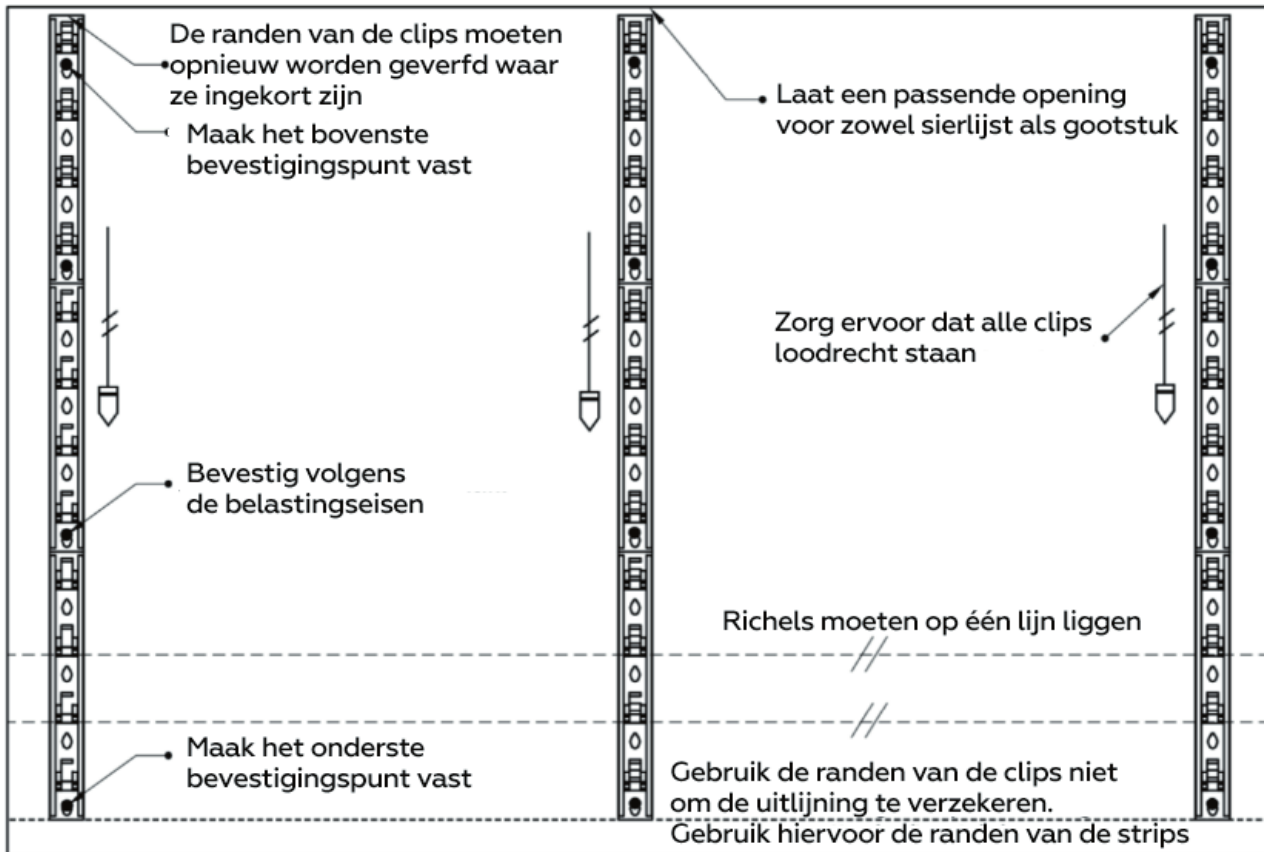 De randen van de clips moeten
opnieuw worden geverfd waar
ze ingekort zijn
Maak het bovenste
bevestigingspunt vast
Laat een passende opening
voor zowel sierlijst als gootstuk
Zorg ervoor dat alle clips
loodrecht staan
Bevestig volgens
de belastingseisen
Richels moeten op één lijn liggen
Maak het onderste
bevestigingspunt vast
Gebruik de randen van de clips niet
om de uitlijning te verzekeren.
Gebruik hiervoor de randen van de strips